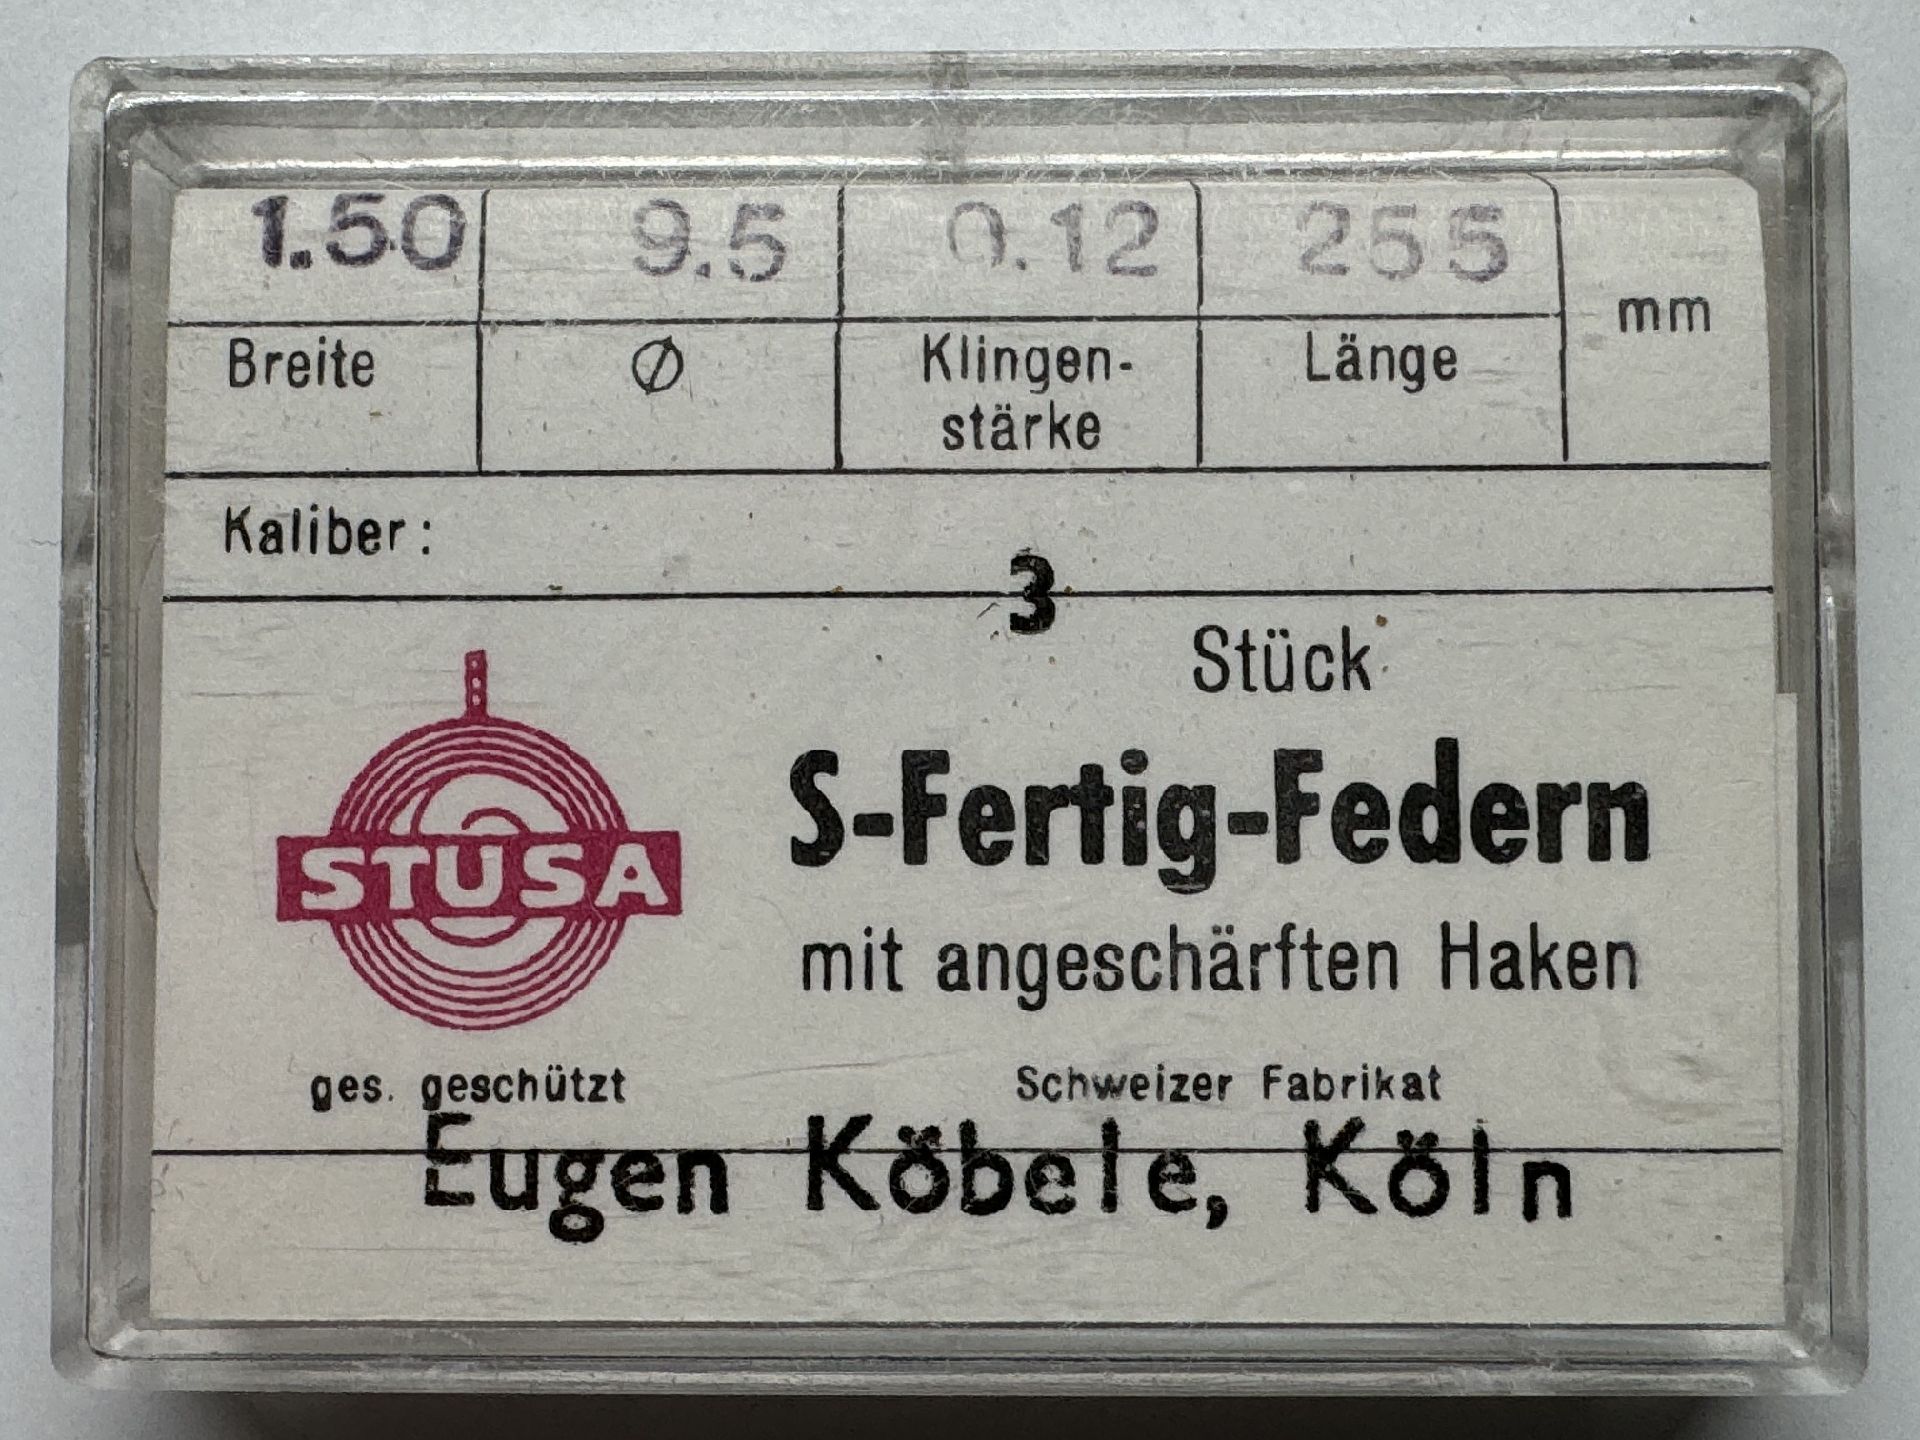 1.50 9.5 0.12 255
Breite Ø Klingen- Länge mm
stärke
Kaliber:
3
Stück
STUSA
S-Fertig-Federn
mit angeschärften Haken
ges. geschützt Schweizer Fabrikat
Eugen Köbele, Köln